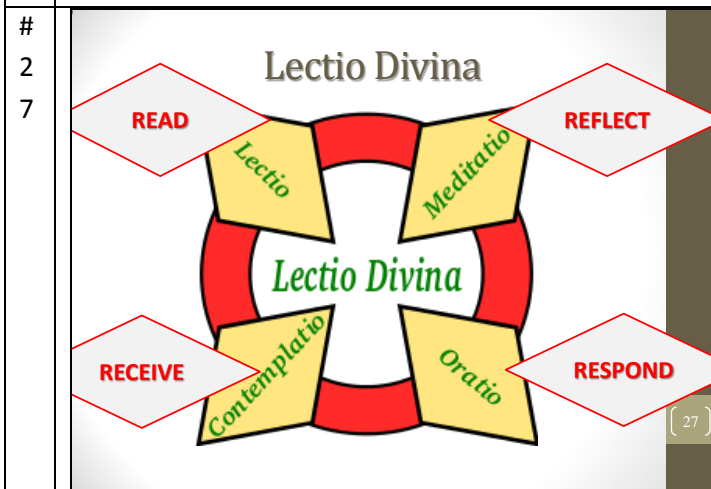 #
2
7
Lectio Divina
READ
REFLECT
Lectio
Meditatio
Lectio Divina
RECEIVE
Contemplatio
Oratio
RESPOND
27